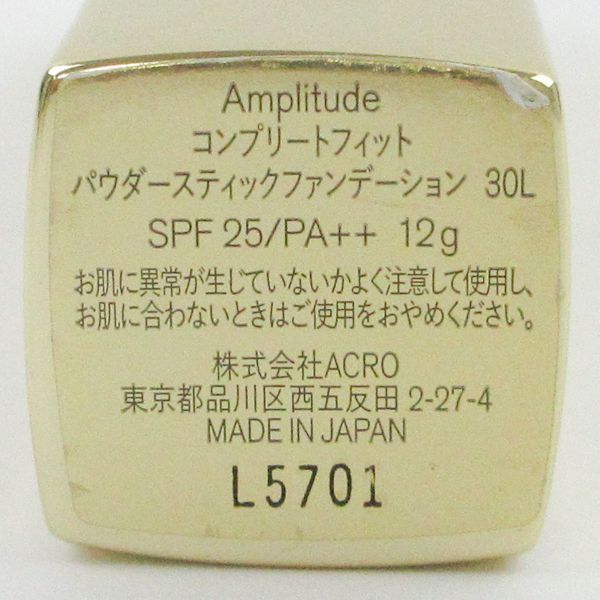 Amplitude
コンプリートフィット
パウダースティックファンデーション 30L
SPF 25/PA++ 12g
お肌に異常が生じていないかよく注意して使用し、
お肌に合わないときはご使用をおやめください。
株式会社ACRO
東京都品川区西五反田 2-27-4
MADE IN JAPAN
L5701